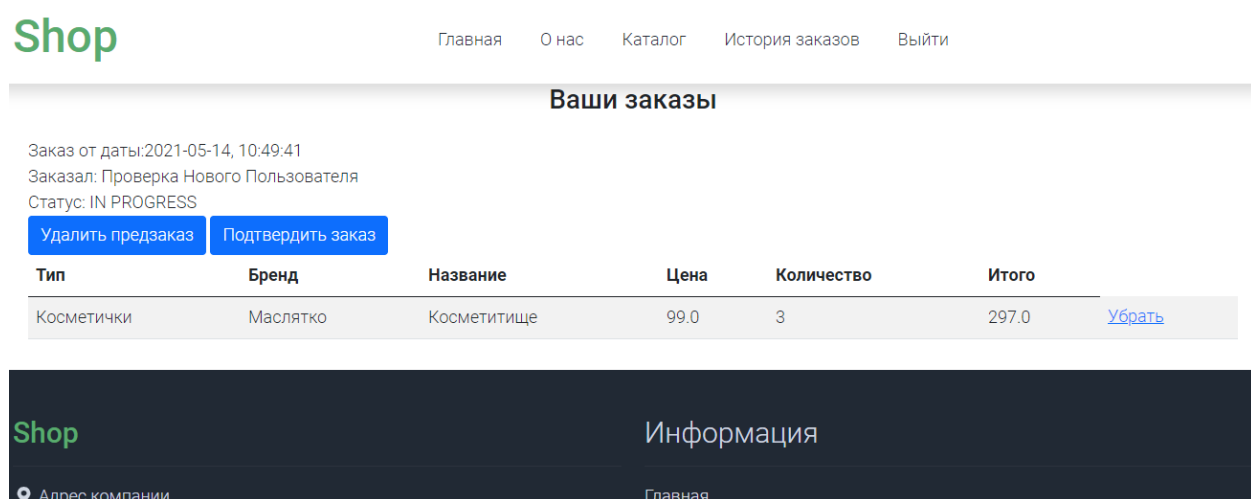 Shop
Главная О нас Каталог История заказов Выйти
Ваши заказы
Заказ от даты:2021-05-14, 10:49:41
Заказал: Проверка Нового Пользователя
Статус: IN PROGRESS
Удалить предзаказ Подтвердить заказ
Тип Бренд Название Цена Количество Итого
Косметички Маслятко Косметитище 99.0 3 297.0 Убрать
Shop Информация
Адрес компании Главная